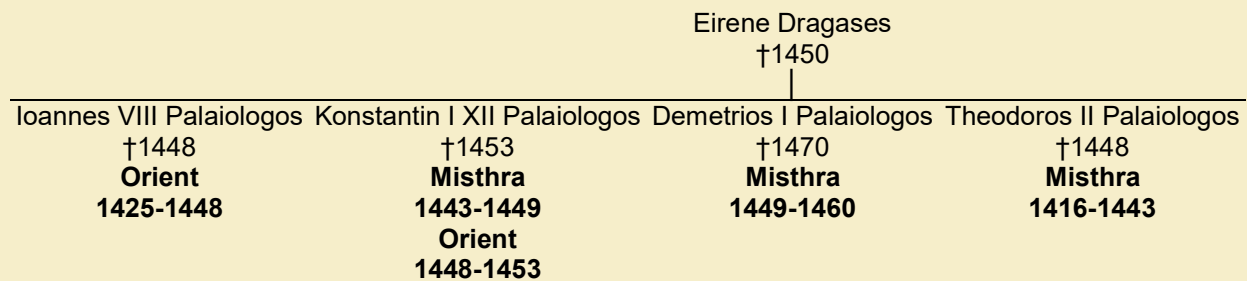 Eirene Dragases
†1450
Ioannes VIII Palaiologos Konstantin I XII Palaiologos Demetrios I Palaiologos Theodoros II Palaiologos
†1448 †1453 †1470 †1448
Orient Misthra Misthra Misthra
1425-1448 1443-1449 1449-1460 1416-1443
Orient
1448-1453